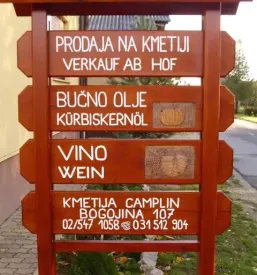 PRODAJA NA KMETIJI
VERKAUF AB HOF
BUČNO OLJE
KÜRBISKERNÖL
VINO
WEIN
KMETIJA CAMPLIN
BOGOJINA 107
02/547 1058 031 512 904